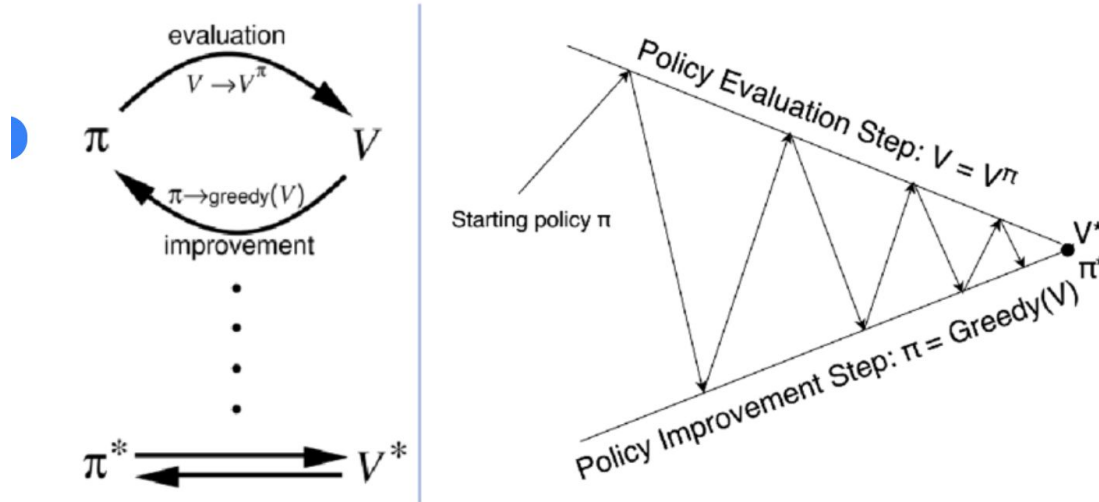 evaluation
V → V^π
π
V
π→greedy(V)
improvement
π*
V*
Policy Evaluation Step: V = V^π
Starting policy π
V*
π*
Policy Improvement Step: π = Greedy(V)